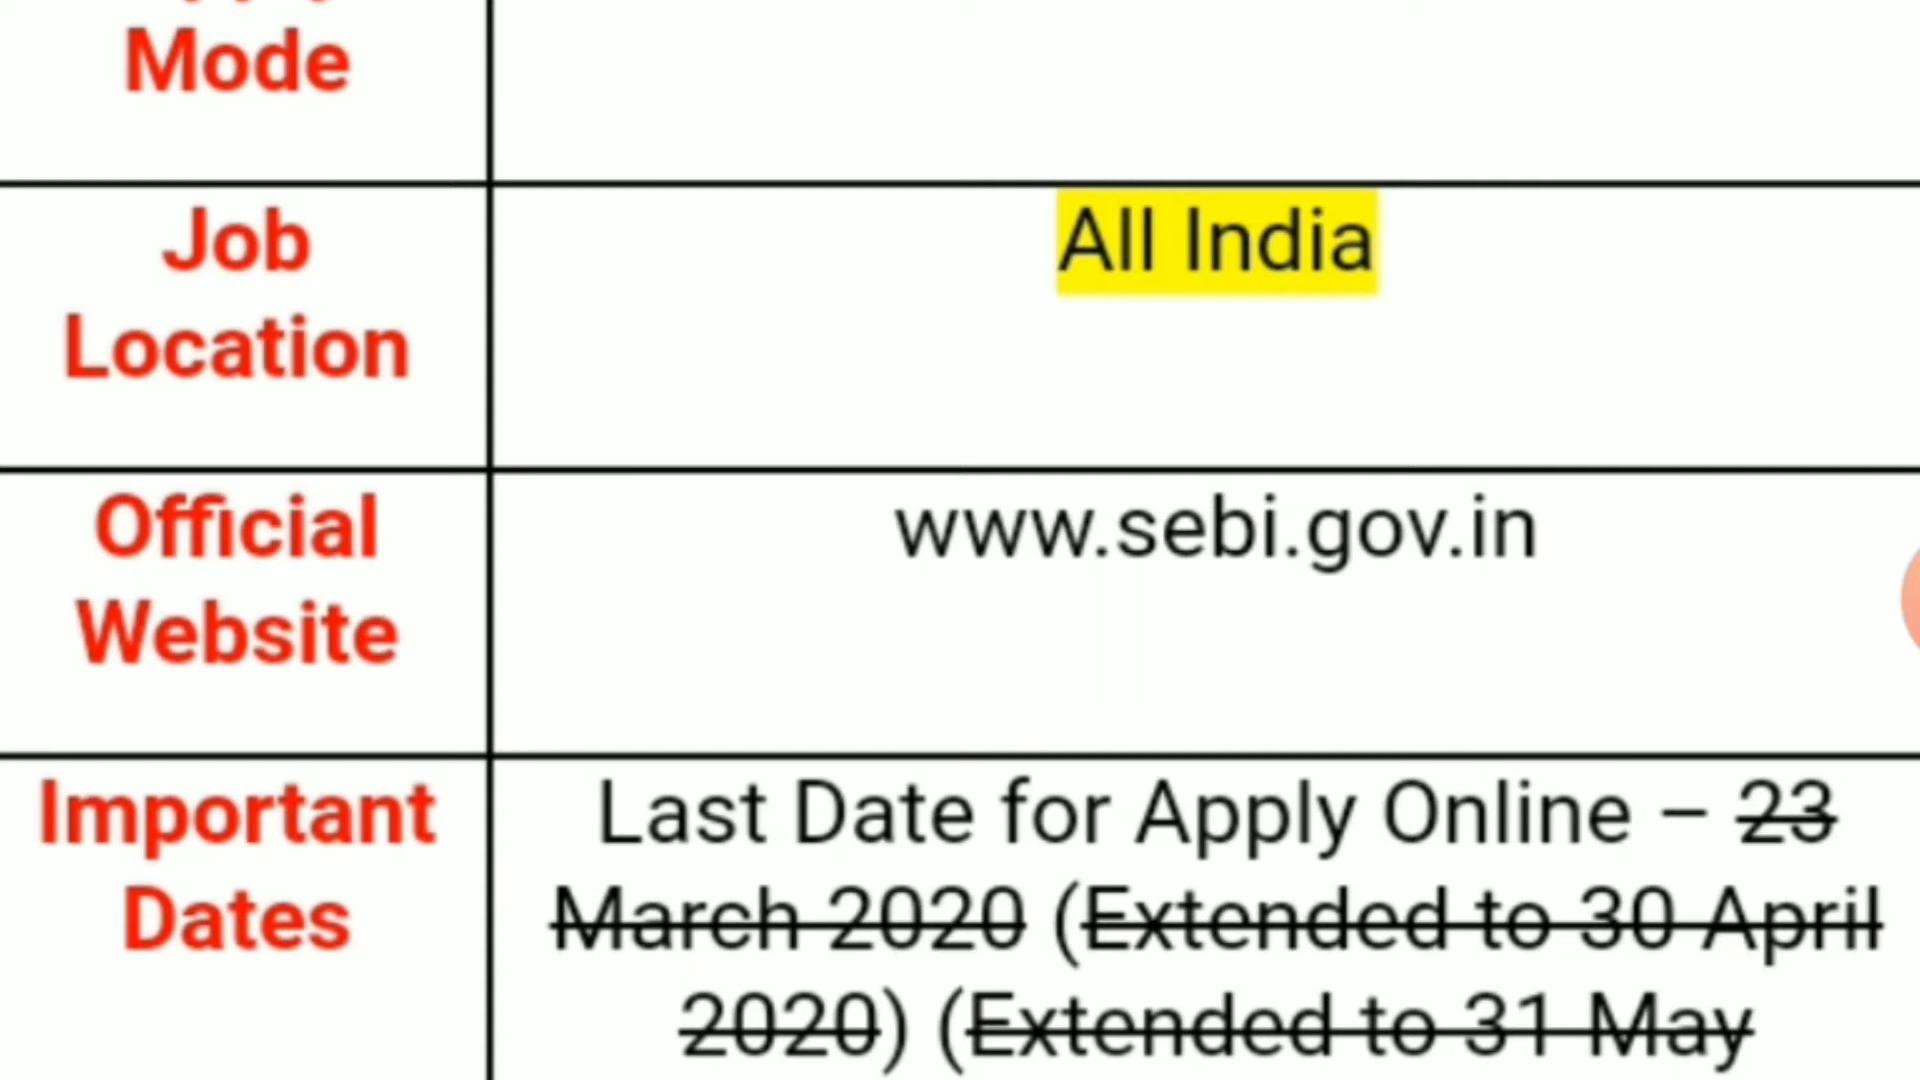 Mode
Job
Location
All India
Official
Website
www.sebi.gov.in
Important
Dates
Last Date for Apply Online – 23
March 2020 (Extended to 30 April
2020) (Extended to 31 May